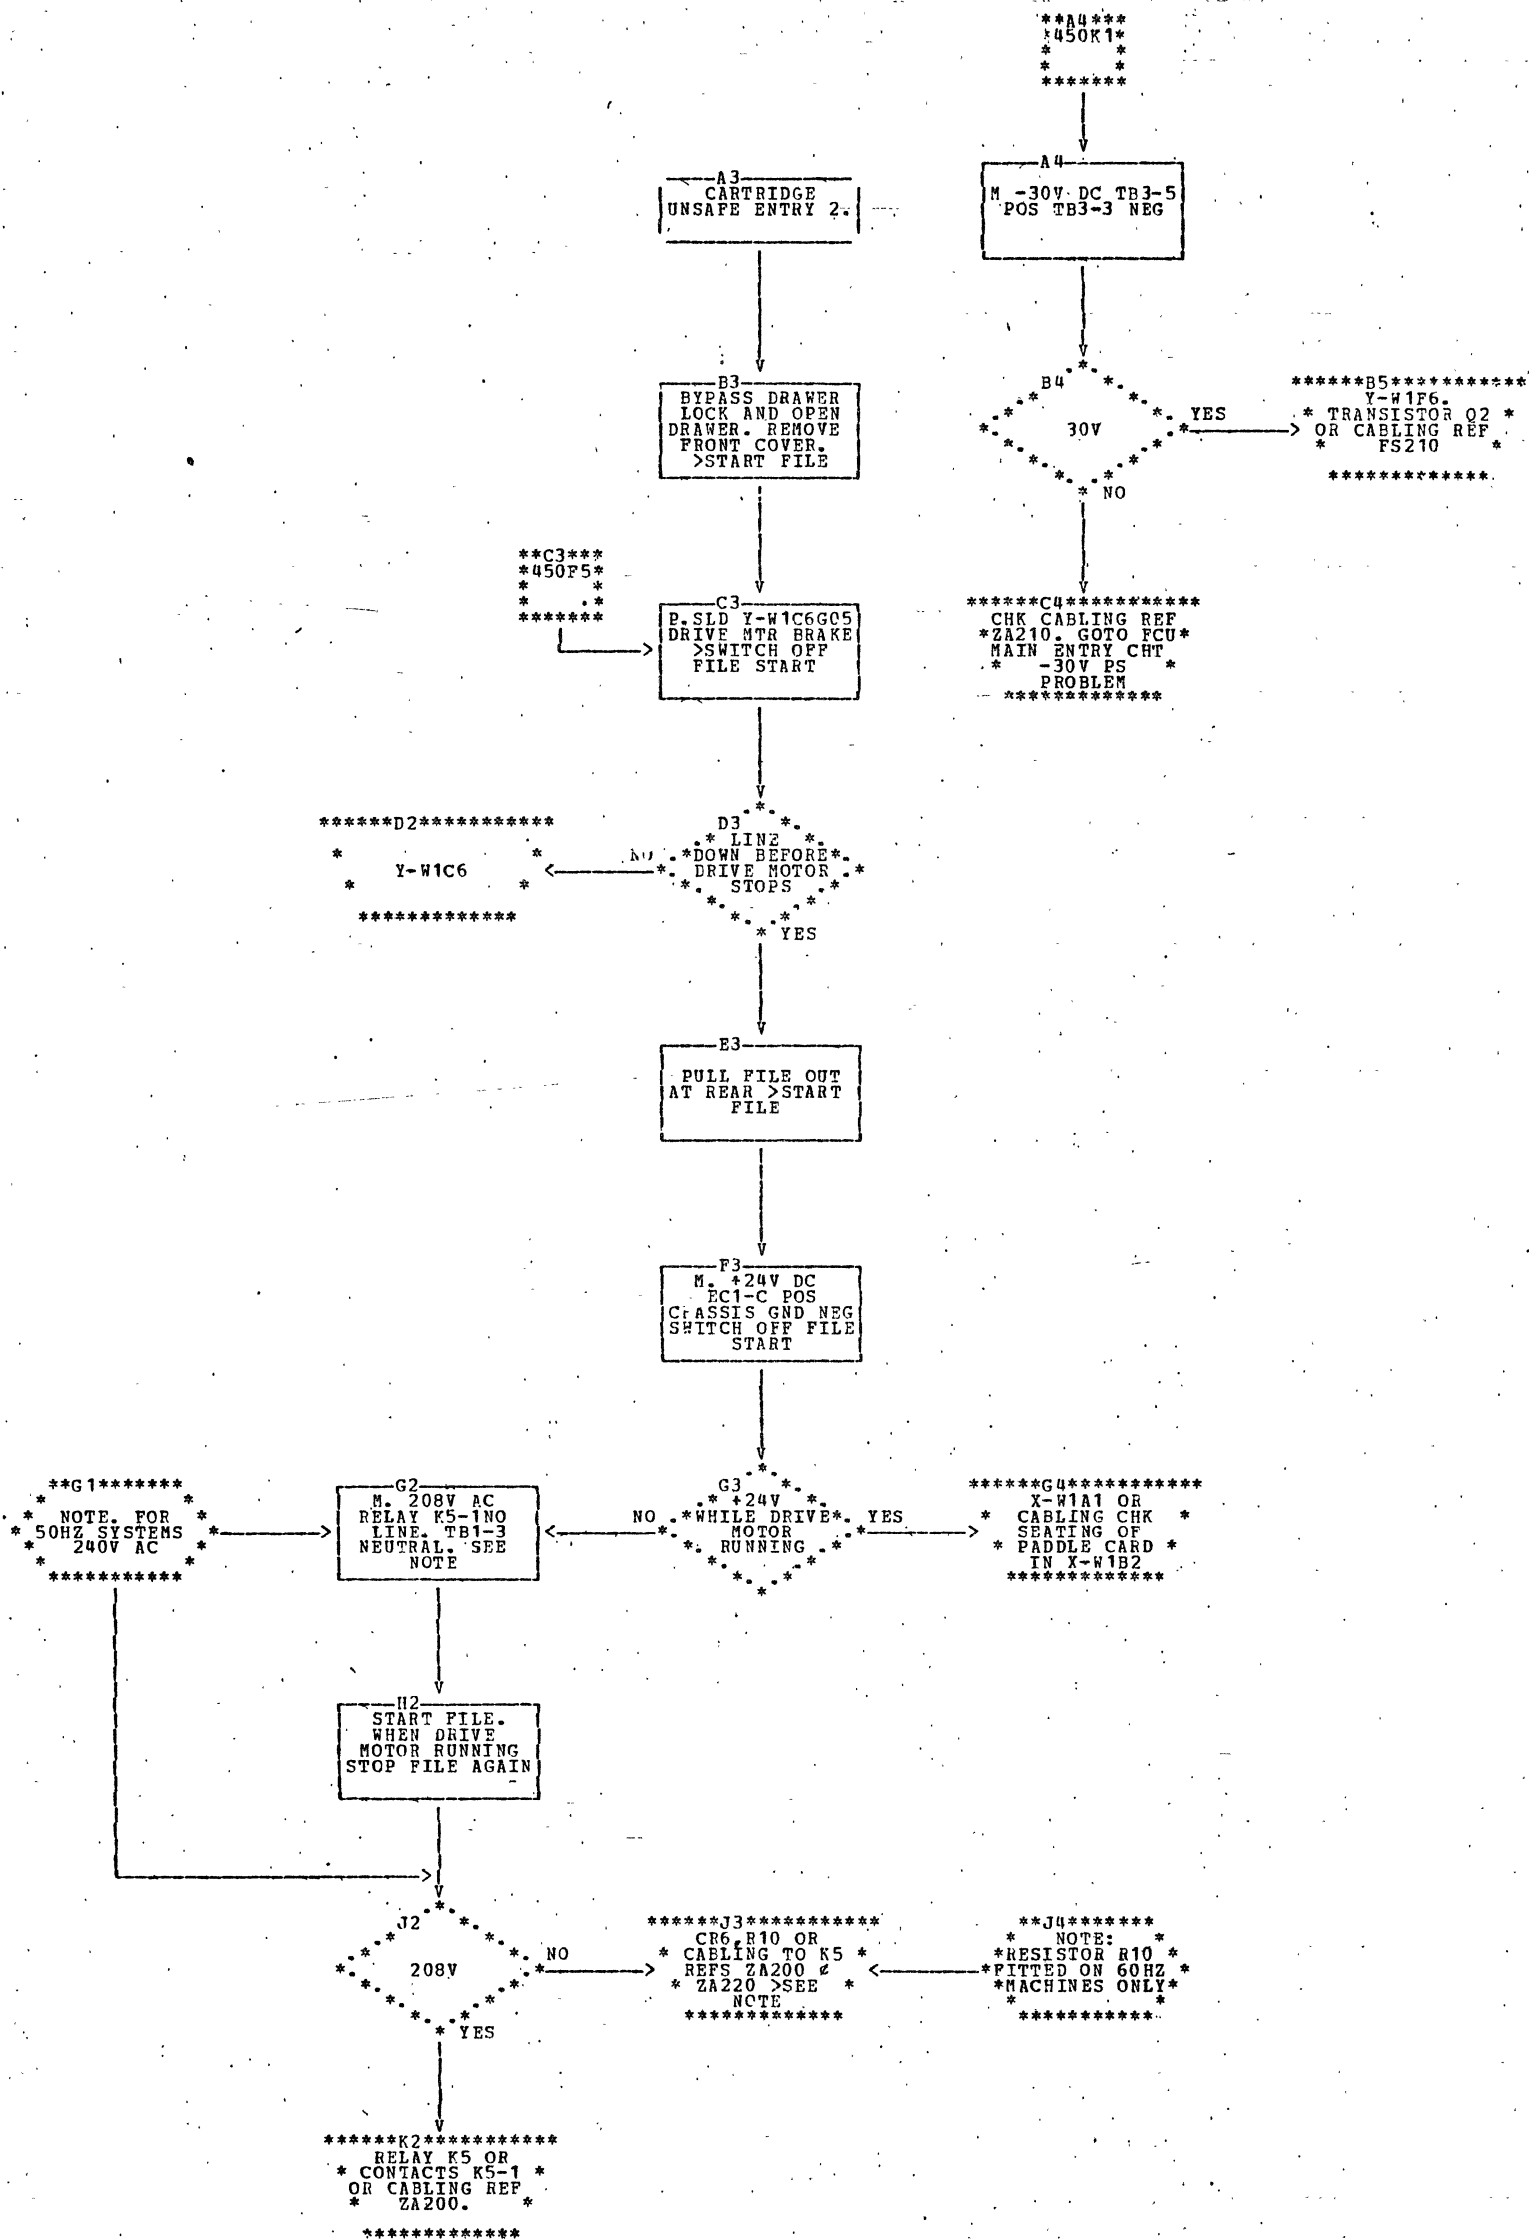 **A4***
*450K1*
* *
* *
*******
A4
M -30V DC TB3-5
POS TB3-3 NEG
A3
CARTRIDGE
UNSAFE ENTRY 2.
B3
BYPASS DRAWER
LOCK AND OPEN
DRAWER. REMOVE
FRONT COVER.
>START FILE
B4
30V
YES
NO
******B5***********
Y-W1F6.
* TRANSISTOR Q2
OR CABLING REF
* FS210 *
*************
**C3***
*450F5*
* *
* *
*******
C3
P.SLD Y-W1C6G05
DRIVE MTR BRAKE
>SWITCH OFF
FILE START
******C4***********
CHK CABLING REF
*ZA210. GOTO FCU*
MAIN ENTRY CHT
* -30V PS *
PROBLEM
*************
******D2***********
* *
Y-W1C6
* *
*************
NO
D3
LINE
DOWN BEFORE
DRIVE MOTOR
STOPS
YES
E3
PULL FILE OUT
AT REAR >START
FILE
F3
M. +24V DC
EC1-C POS
CHASSIS GND NEG
SWITCH OFF FILE
START
**G1*******
* *
* NOTE. FOR *
* 50HZ SYSTEMS *
* 240V AC *
* *
***********
G2
M. 208V AC
RELAY K5-1NO
LINE. TB1-3
NEUTRAL. SEE
NOTE
NO
G3
+24V
WHILE DRIVE
MOTOR
RUNNING
YES
******G4***********
X-W1A1 OR
* CABLING CHK *
SEATING OF
* PADDLE CARD *
IN X-W1B2
*************
H2
START FILE.
WHEN DRIVE
MOTOR RUNNING
STOP FILE AGAIN
J2
208V
NO
YES
******J3***********
CR6,R10 OR
* CABLING TO K5 *
REFS ZA200 &
* ZA220 >SEE *
NOTE
*************
**J4*******
* NOTE: *
*RESISTOR R10 *
*FITTED ON 60HZ *
*MACHINES ONLY*
* *
***********
******K2***********
RELAY K5 OR
* CONTACTS K5-1 *
OR CABLING REF
* ZA200. *
*************